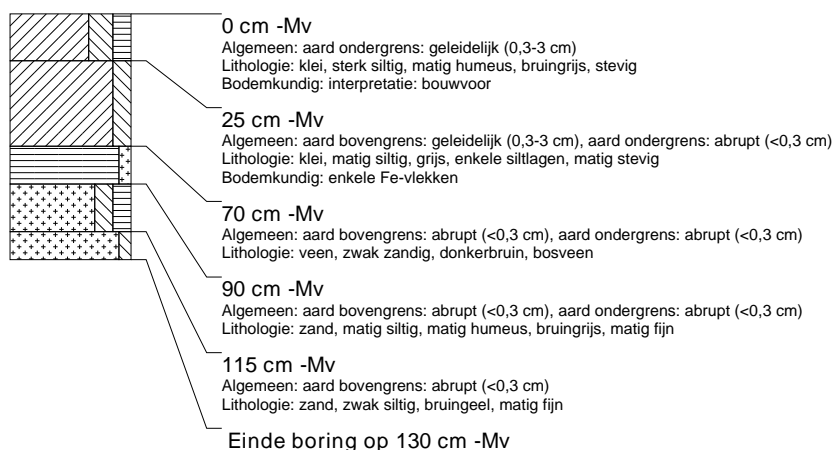 0 cm -Mv
Algemeen: aard ondergrens: geleidelijk (0,3-3 cm)
Lithologie: klei, sterk siltig, matig humeus, bruingrijs, stevig
Bodemkundig: interpretatie: bouwvoor
25 cm -Mv
Algemeen: aard bovengrens: geleidelijk (0,3-3 cm), aard ondergrens: abrupt (<0,3 cm)
Lithologie: klei, matig siltig, grijs, enkele siltlagen, matig stevig
Bodemkundig: enkele Fe-vlekken
70 cm -Mv
Algemeen: aard bovengrens: abrupt (<0,3 cm), aard ondergrens: abrupt (<0,3 cm)
Lithologie: veen, zwak zandig, donkerbruin, bosveen
90 cm -Mv
Algemeen: aard bovengrens: abrupt (<0,3 cm), aard ondergrens: abrupt (<0,3 cm)
Lithologie: zand, matig siltig, matig humeus, bruingrijs, matig fijn
115 cm -Mv
Algemeen: aard bovengrens: abrupt (<0,3 cm)
Lithologie: zand, zwak siltig, bruingeel, matig fijn
Einde boring op 130 cm -Mv